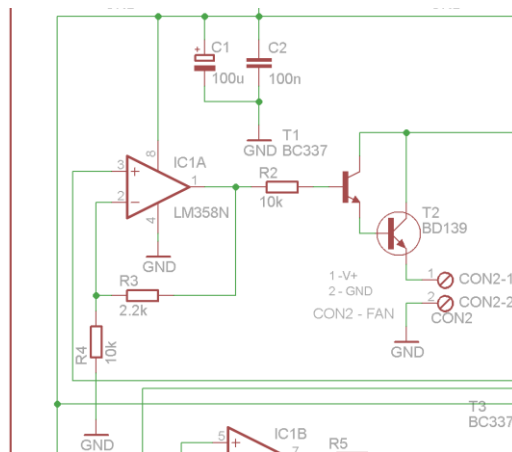 C1
C2
100u
100n
GND
T1
BC337
IC1A
8
3
+
1
2
-
4
LM358N
R2
10k
T2
BD139
GND
1 -V+
2 - GND
CON2 - FAN
1
CON2-1
2
CON2-2
CON2
R3
2.2k
R4
10k
GND
GND
T3
BC337
IC1B
5
+
7
R5